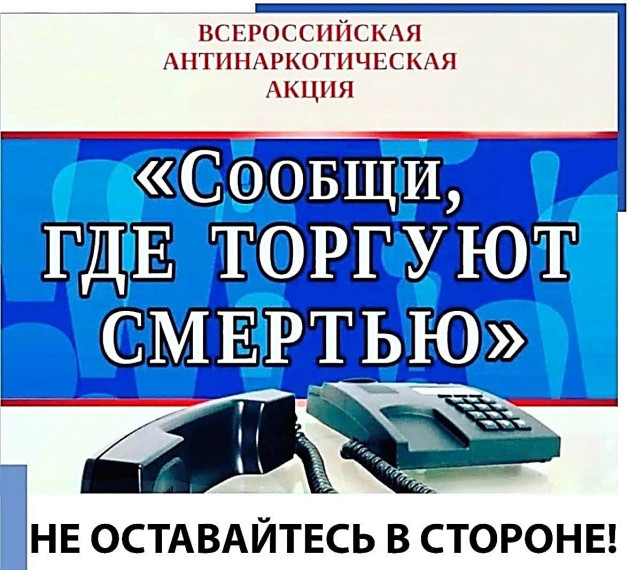 ВСЕРОССИЙСКАЯ
АНТИНАРКОТИЧЕСКАЯ
АКЦИЯ
«Сообщи,
ГДЕ ТОРГУЮТ
СМЕРТЬЮ»
НЕ ОСТАВАЙТЕСЬ В СТОРОНЕ!